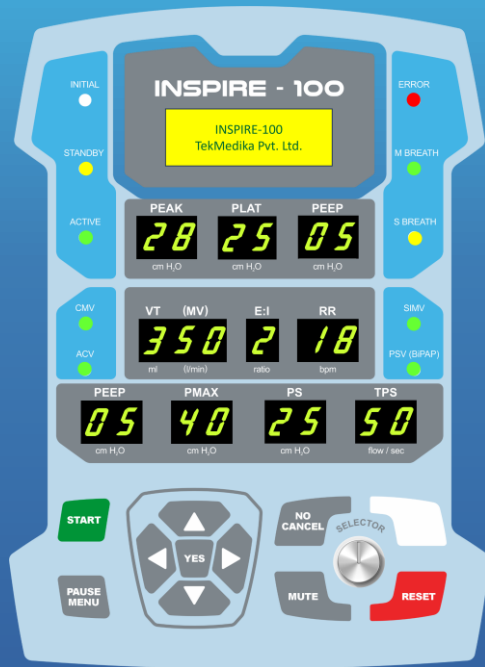 INSPIRE - 100
INITIAL
ERROR
INSPIRE-100
TekMedika Pvt. Ltd.
STANDBY
M BREATH
ACTIVE
S BREATH
PEAK PLAT PEEP
28 25 05
cm H₂O cm H₂O cm H₂O
CMV
SIMV
VT (MV) E:I RR
350 2 18
ml (l/min) ratio bpm
ACV
PSV (BiPAP)
PEEP PMAX PS TPS
05 40 25 50
cm H₂O cm H₂O cm H₂O flow / sec
START
NO
CANCEL
SELECTOR
YES
PAUSE
MENU
MUTE
RESET